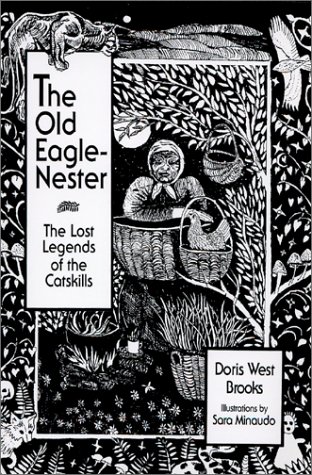 The
Old
Eagle-
Nester
The Lost
Legends
of the
Catskills
Doris West
Brooks
Illustrations by
Sara Minaudo